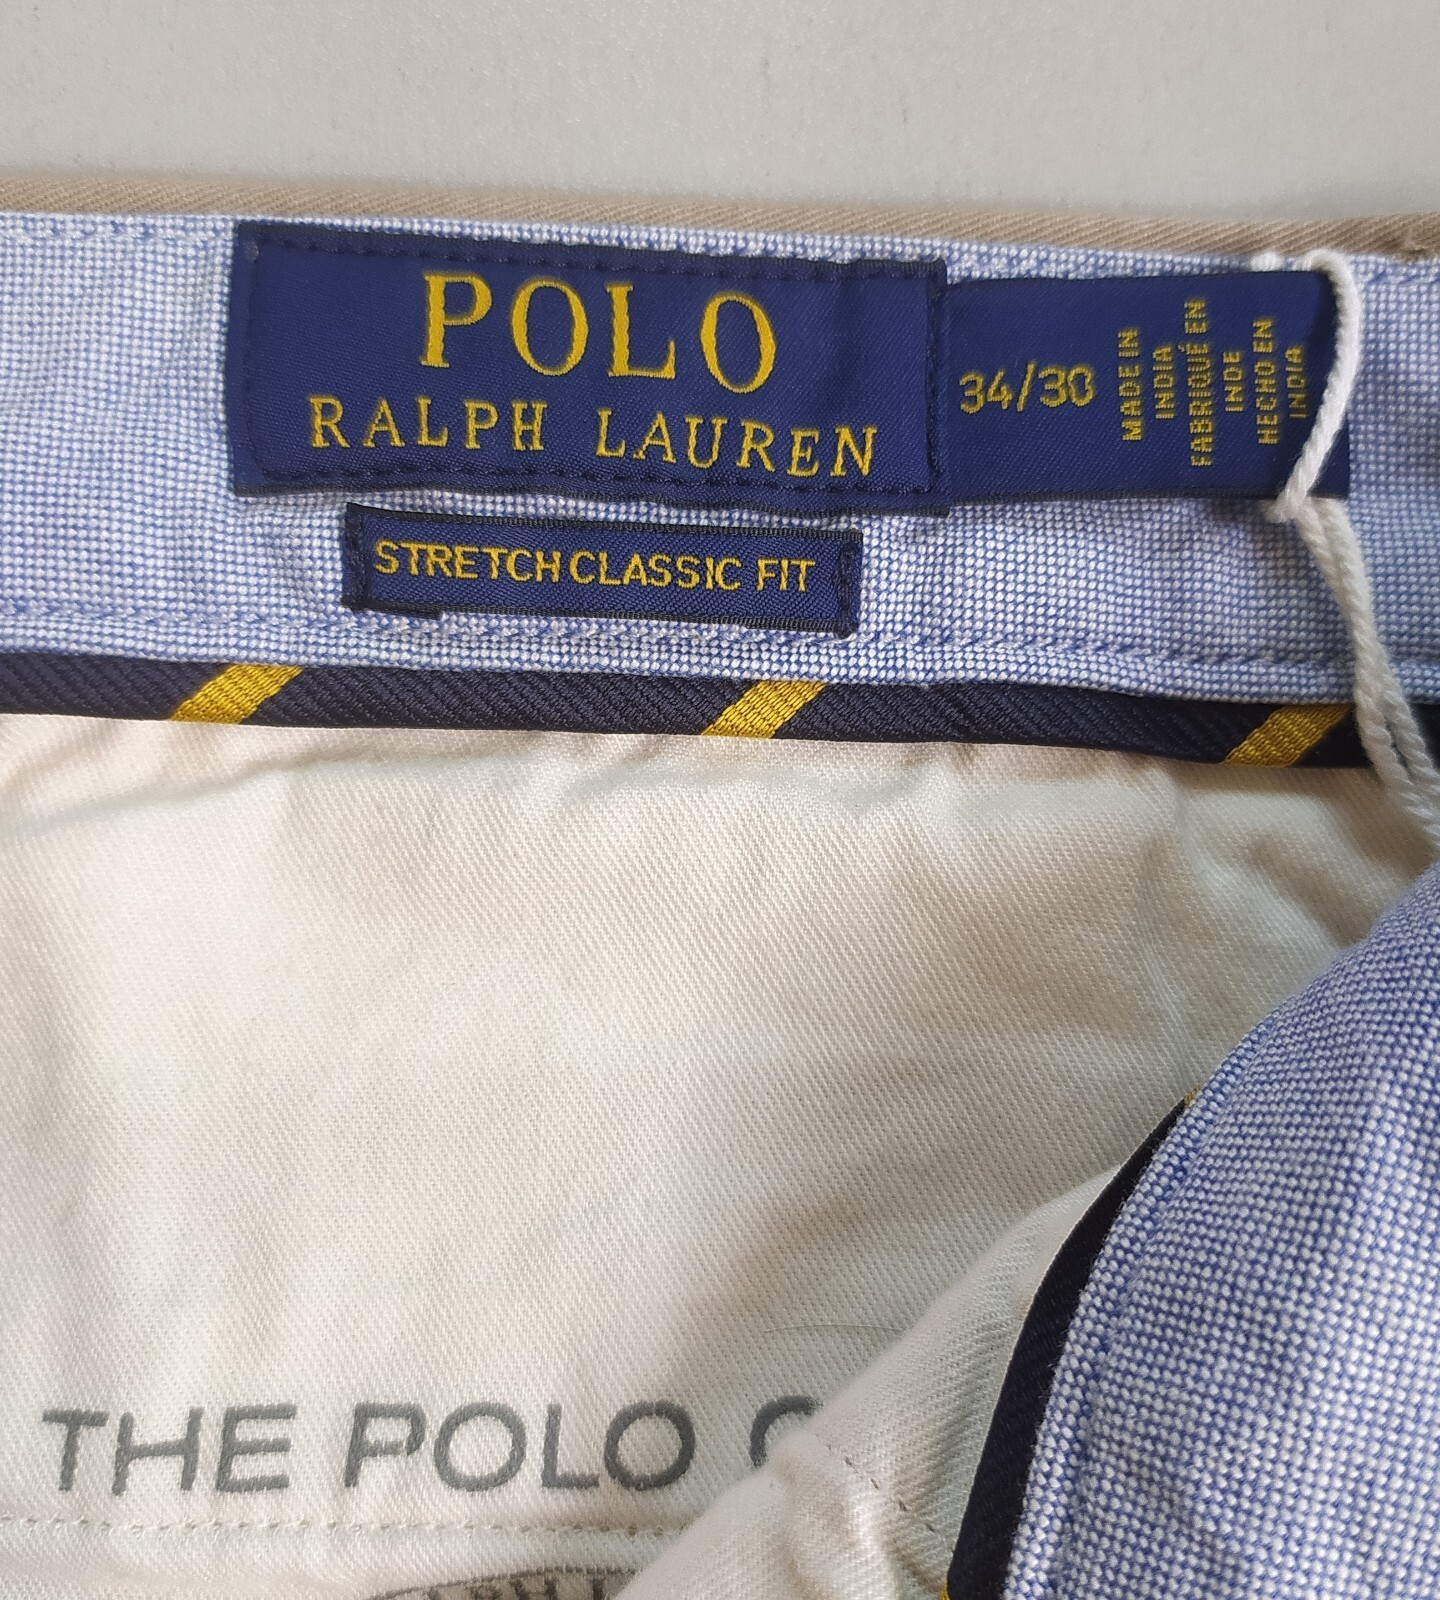 POLO
RALPH LAUREN
34/30
MADE IN
INDIA
FABRIQUÉ EN
INDE
HECHO EN
INDIA
STRETCH CLASSIC FIT
THE POLO